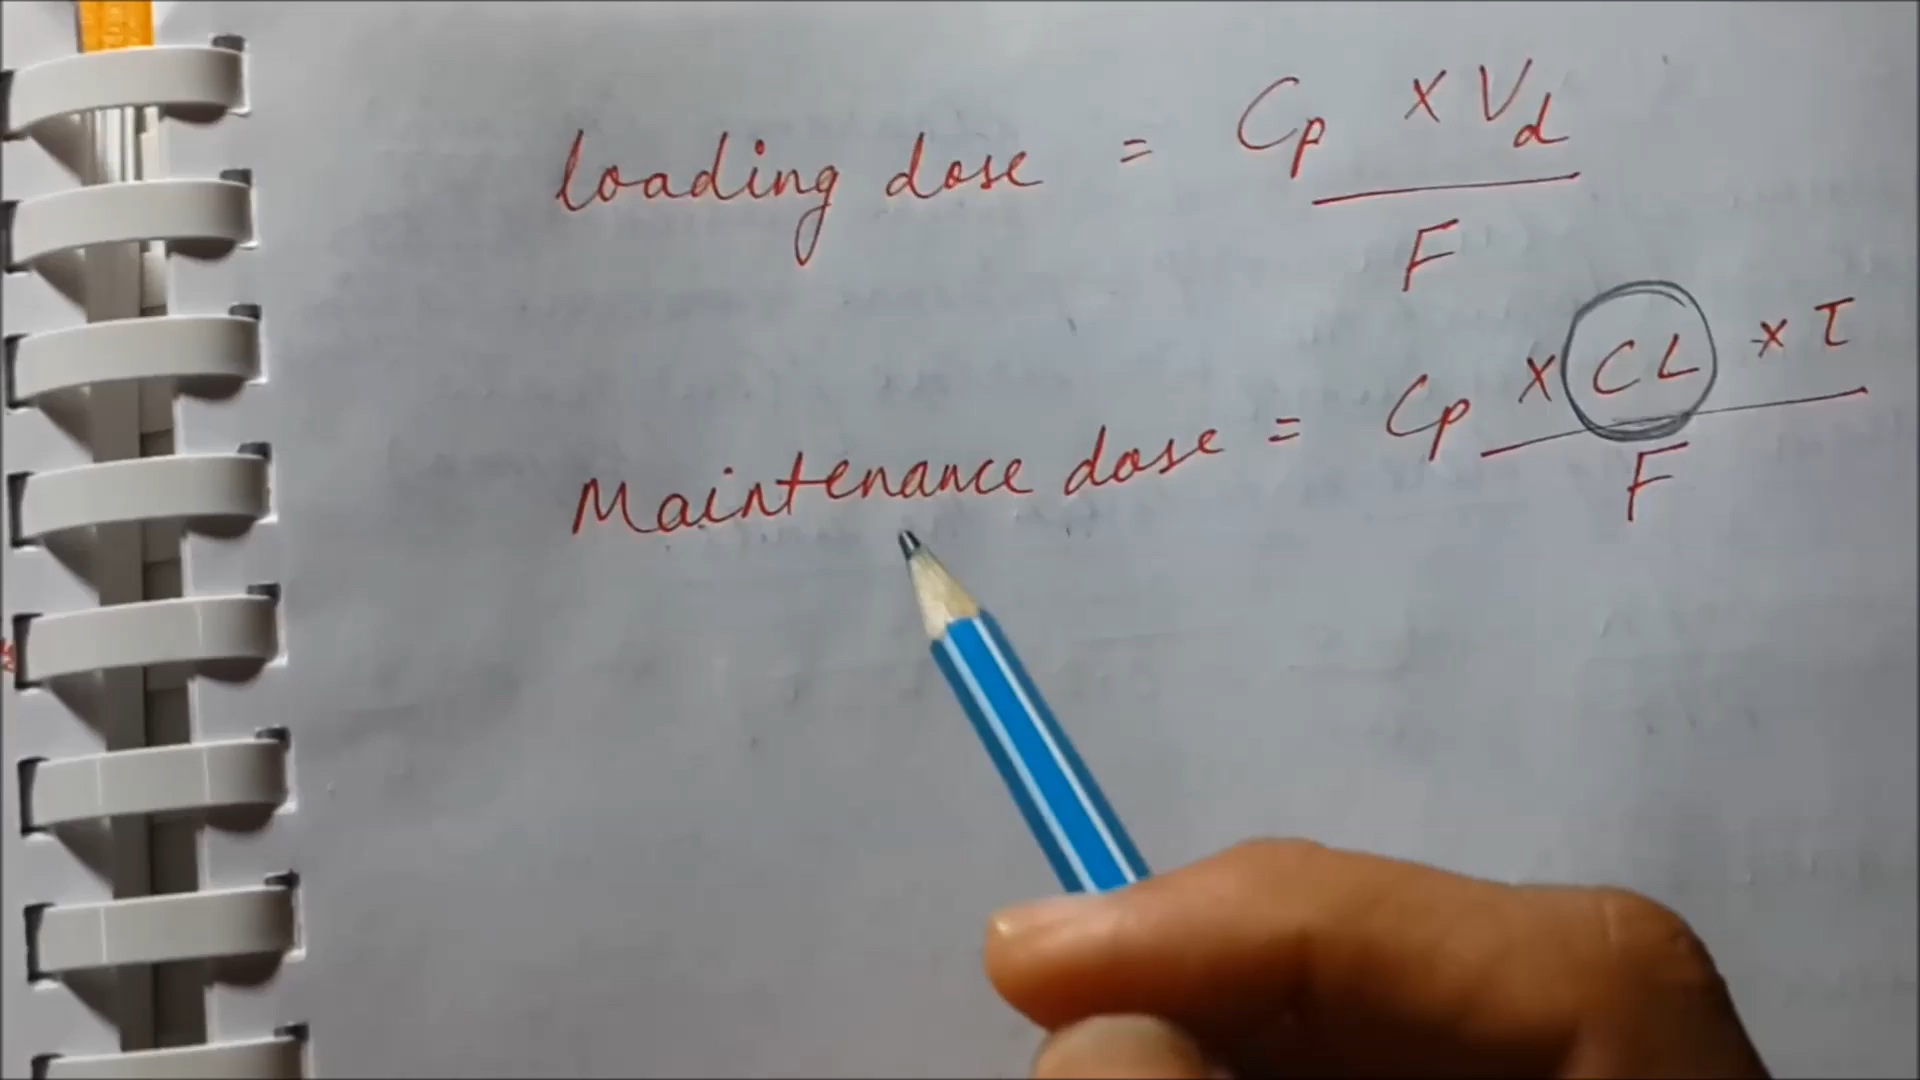 loading dose = Cp × Vd
F
Maintenance dose = Cp × CL × τ
F